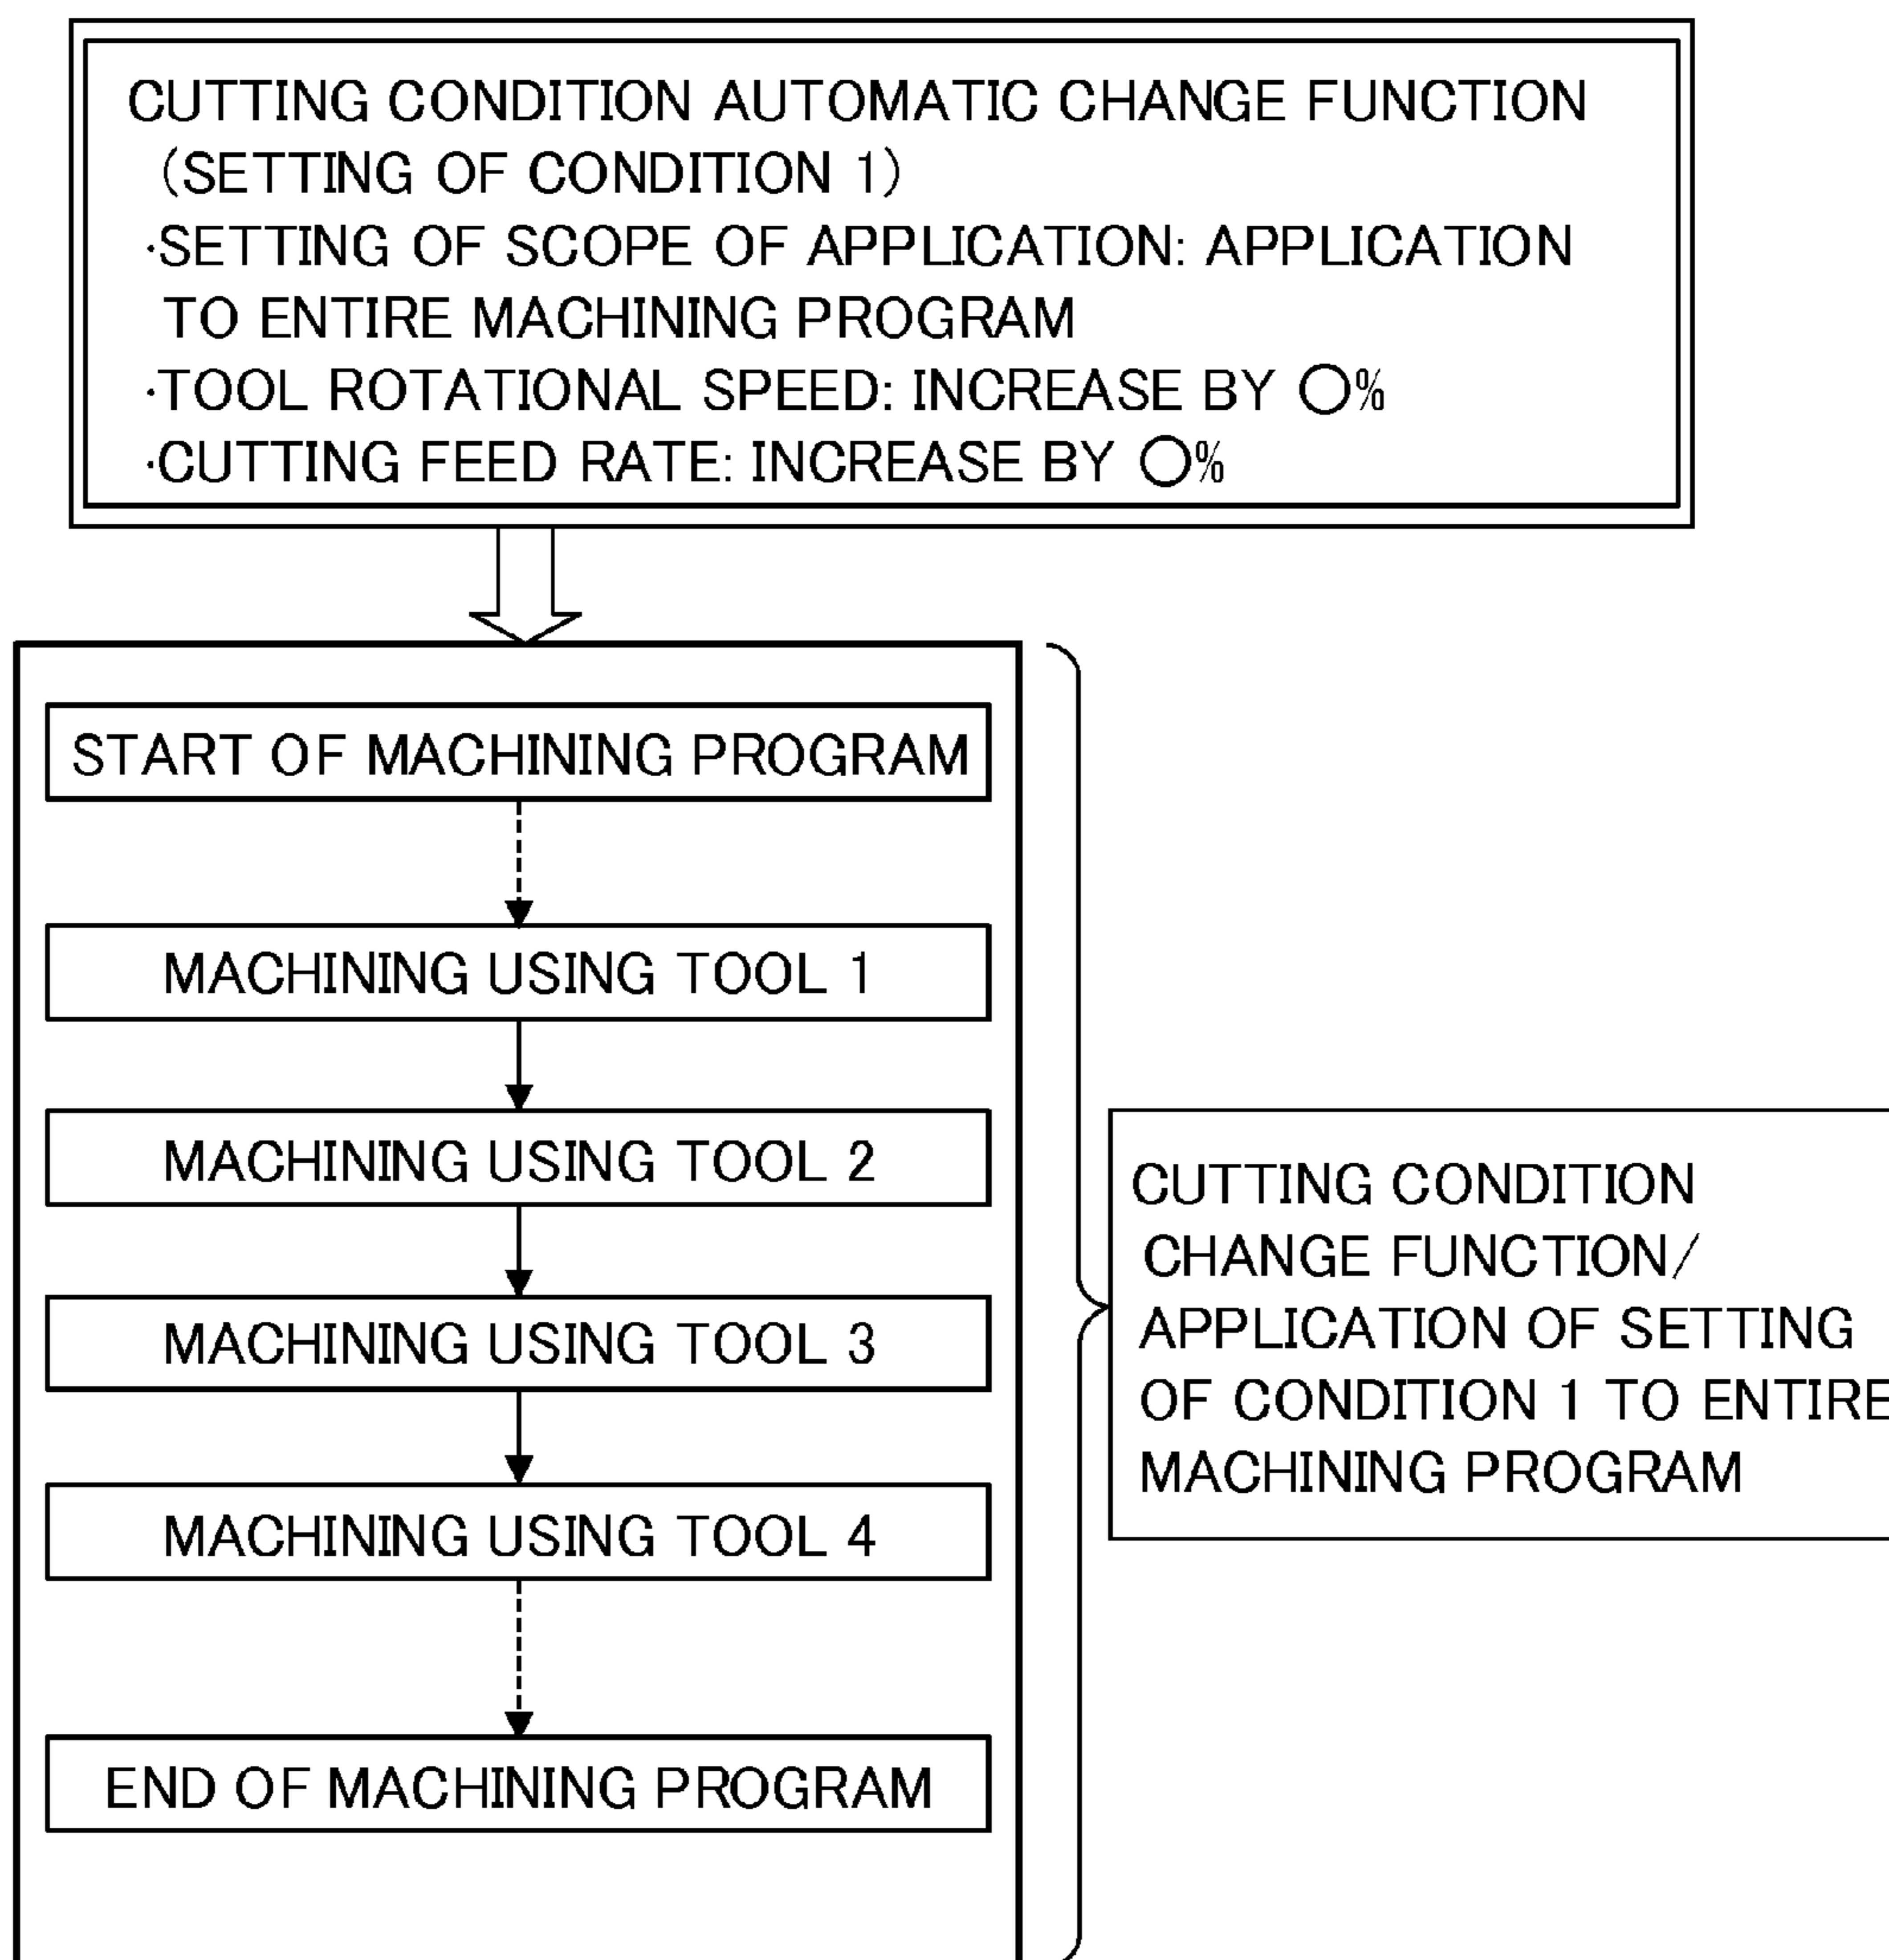 CUTTING CONDITION AUTOMATIC CHANGE FUNCTION
(SETTING OF CONDITION 1)
·SETTING OF SCOPE OF APPLICATION: APPLICATION
TO ENTIRE MACHINING PROGRAM
·TOOL ROTATIONAL SPEED: INCREASE BY ○%
·CUTTING FEED RATE: INCREASE BY ○%
START OF MACHINING PROGRAM
MACHINING USING TOOL 1
MACHINING USING TOOL 2
MACHINING USING TOOL 3
MACHINING USING TOOL 4
END OF MACHINING PROGRAM
CUTTING CONDITION
CHANGE FUNCTION/
APPLICATION OF SETTING
OF CONDITION 1 TO ENTIRE
MACHINING PROGRAM